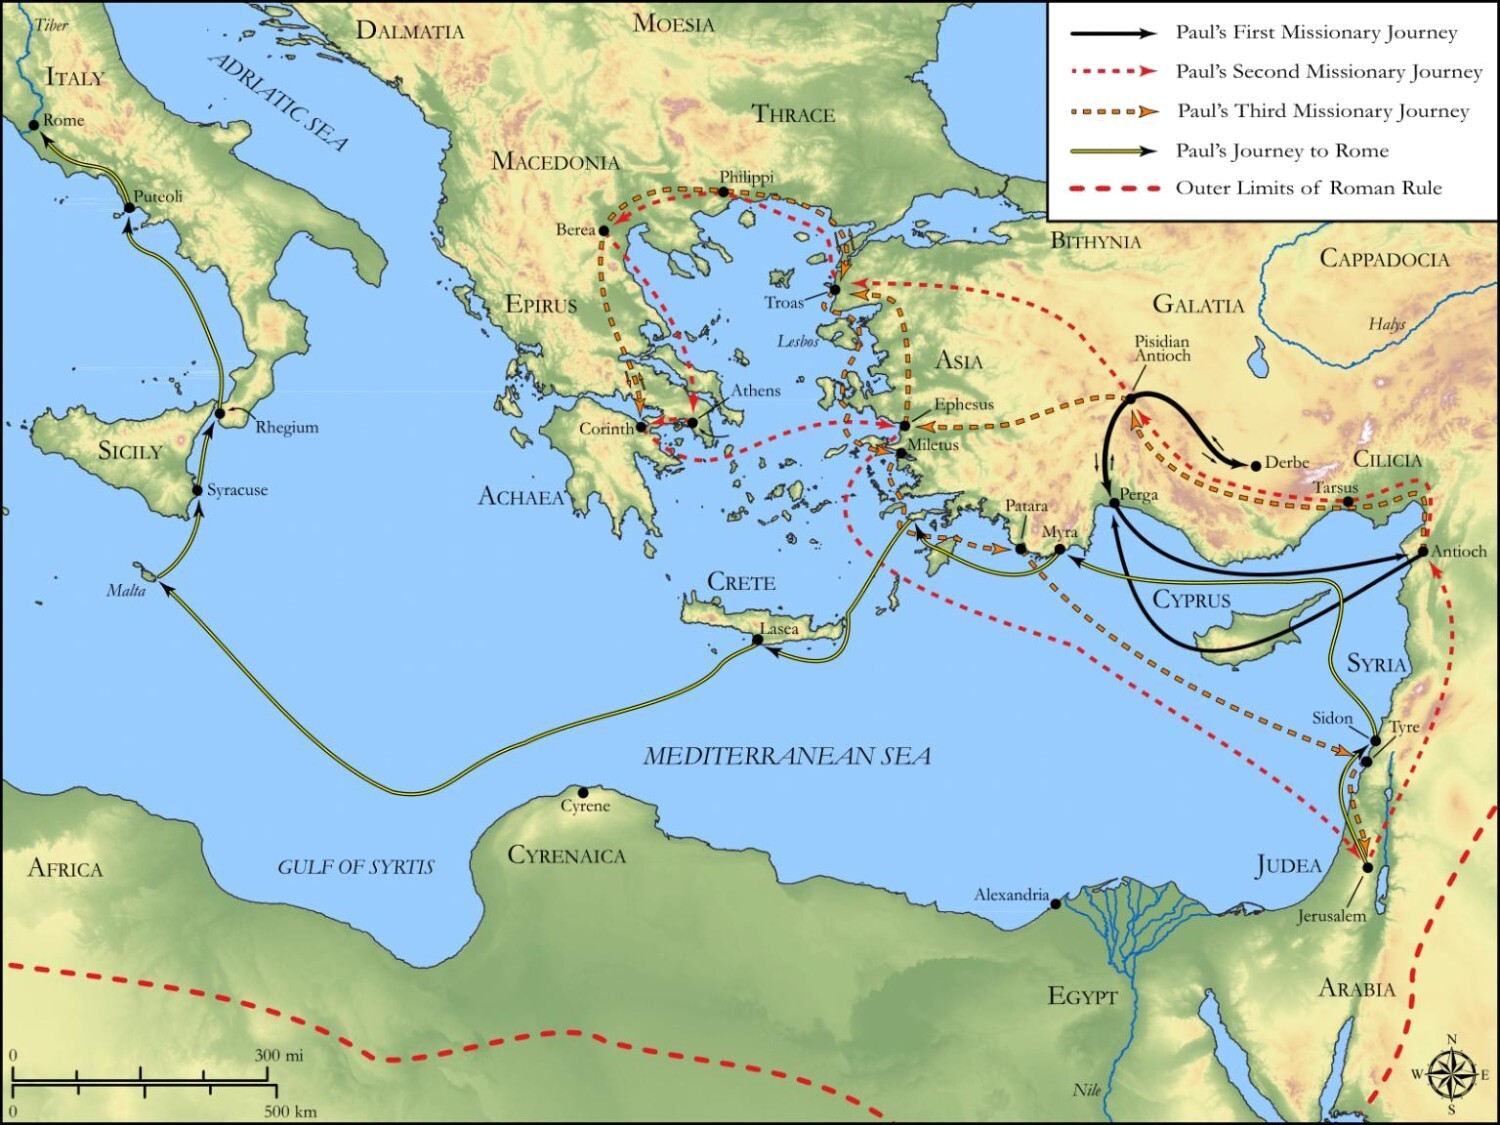 Paul's First Missionary Journey
Paul's Second Missionary Journey
Paul's Third Missionary Journey
Paul's Journey to Rome
Outer Limits of Roman Rule
Tiber
DALMATIA
MOESIA
ITALY
ADRIATIC SEA
THRACE
Rome
MACEDONIA
Philippi
Puteoli
Berea
BITHYNIA
CAPPADOCIA
EPIRUS
Troas
GALATIA
Halys
Lesbos
Pisidian
Antioch
ASIA
Athens
Ephesus
Rhegium
Corinth
Miletus
SICILY
Derbe
CILICIA
Syracuse
ACHAEA
Patara
Perga
Tarsus
Myra
Antioch
Malta
CRETE
CYPRUS
Lasea
SYRIA
Sidon
Tyre
MEDITERRANEAN SEA
Cyrene
CYRENAICA
AFRICA
GULF OF SYRTIS
JUDEA
Alexandria
Jerusalem
EGYPT
ARABIA
Nile
0
300 mi
0
500 km
N
W
E
S